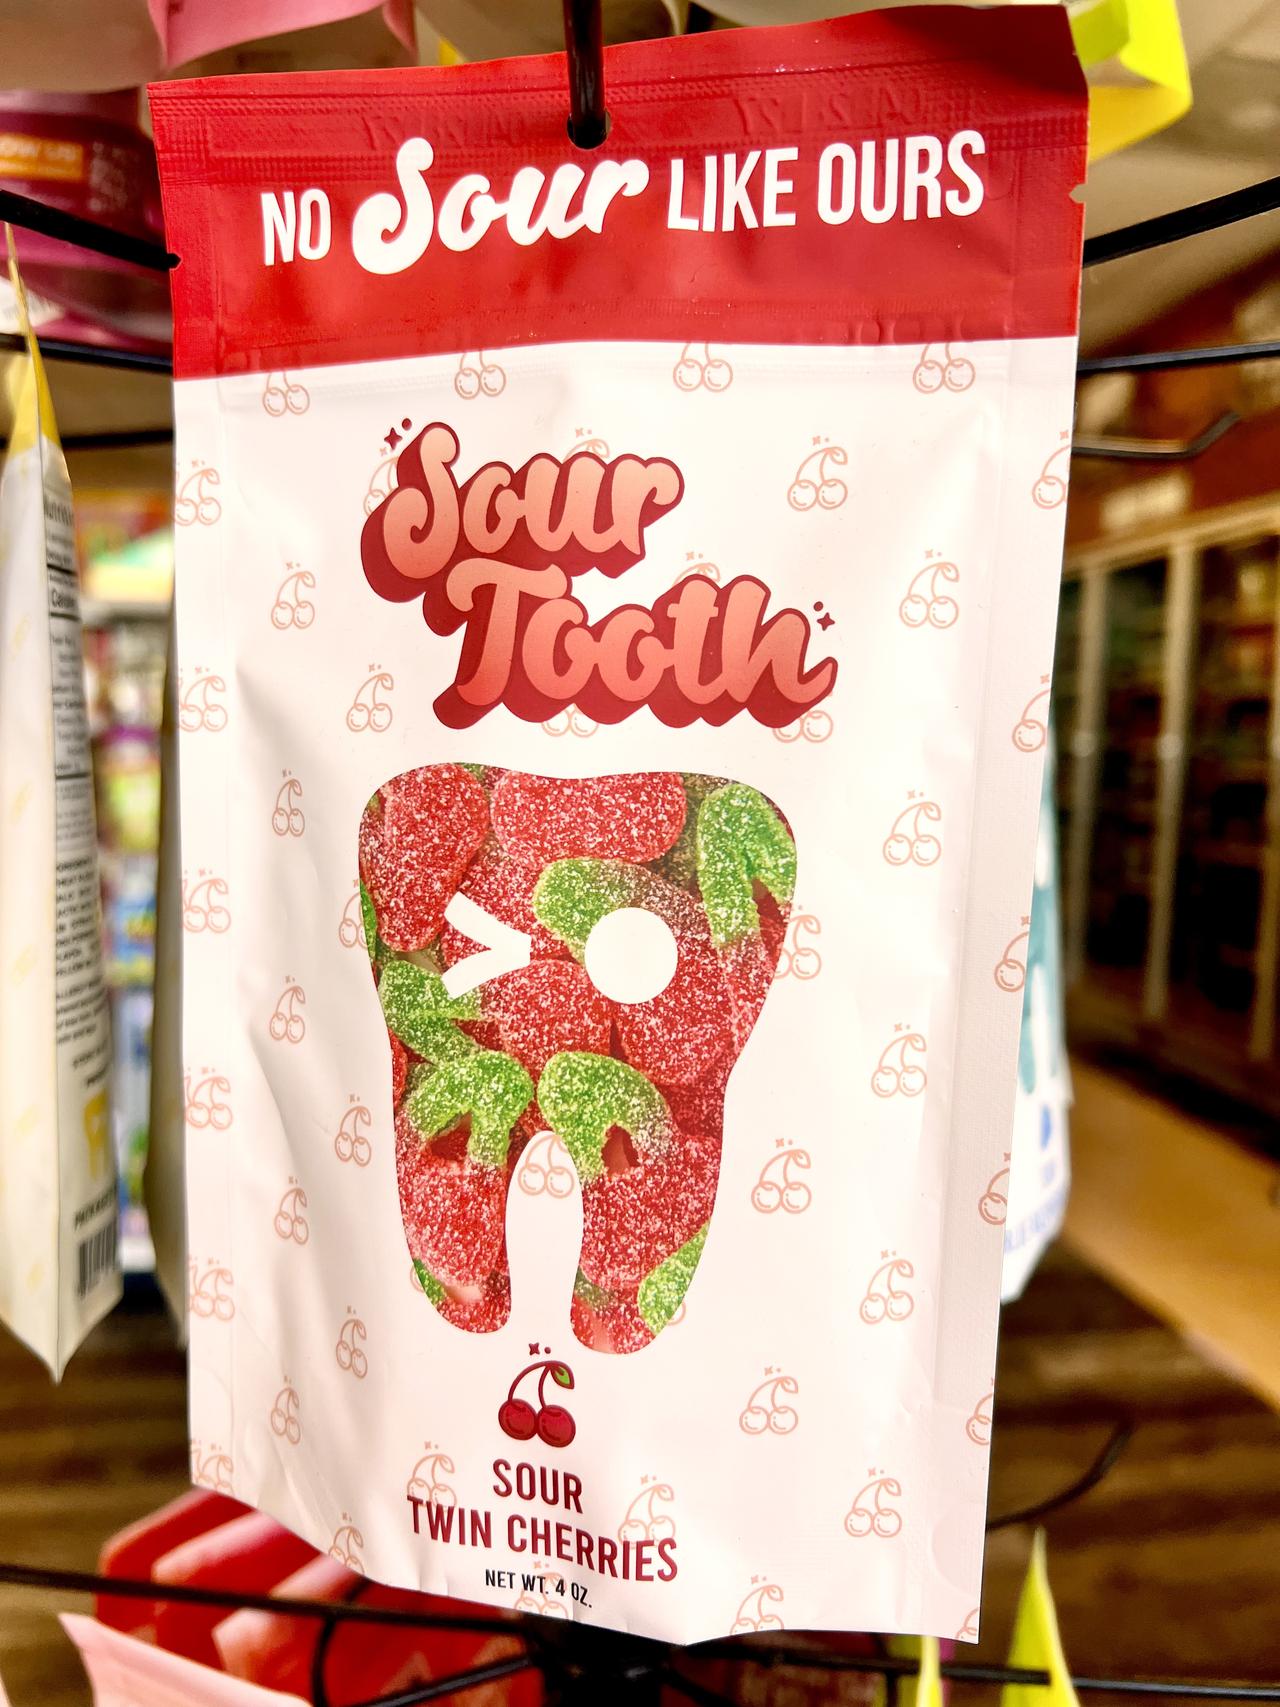 NO Sour LIKE OURS
Sour
Tooth
SOUR
TWIN CHERRIES
NET WT. 4 OZ.